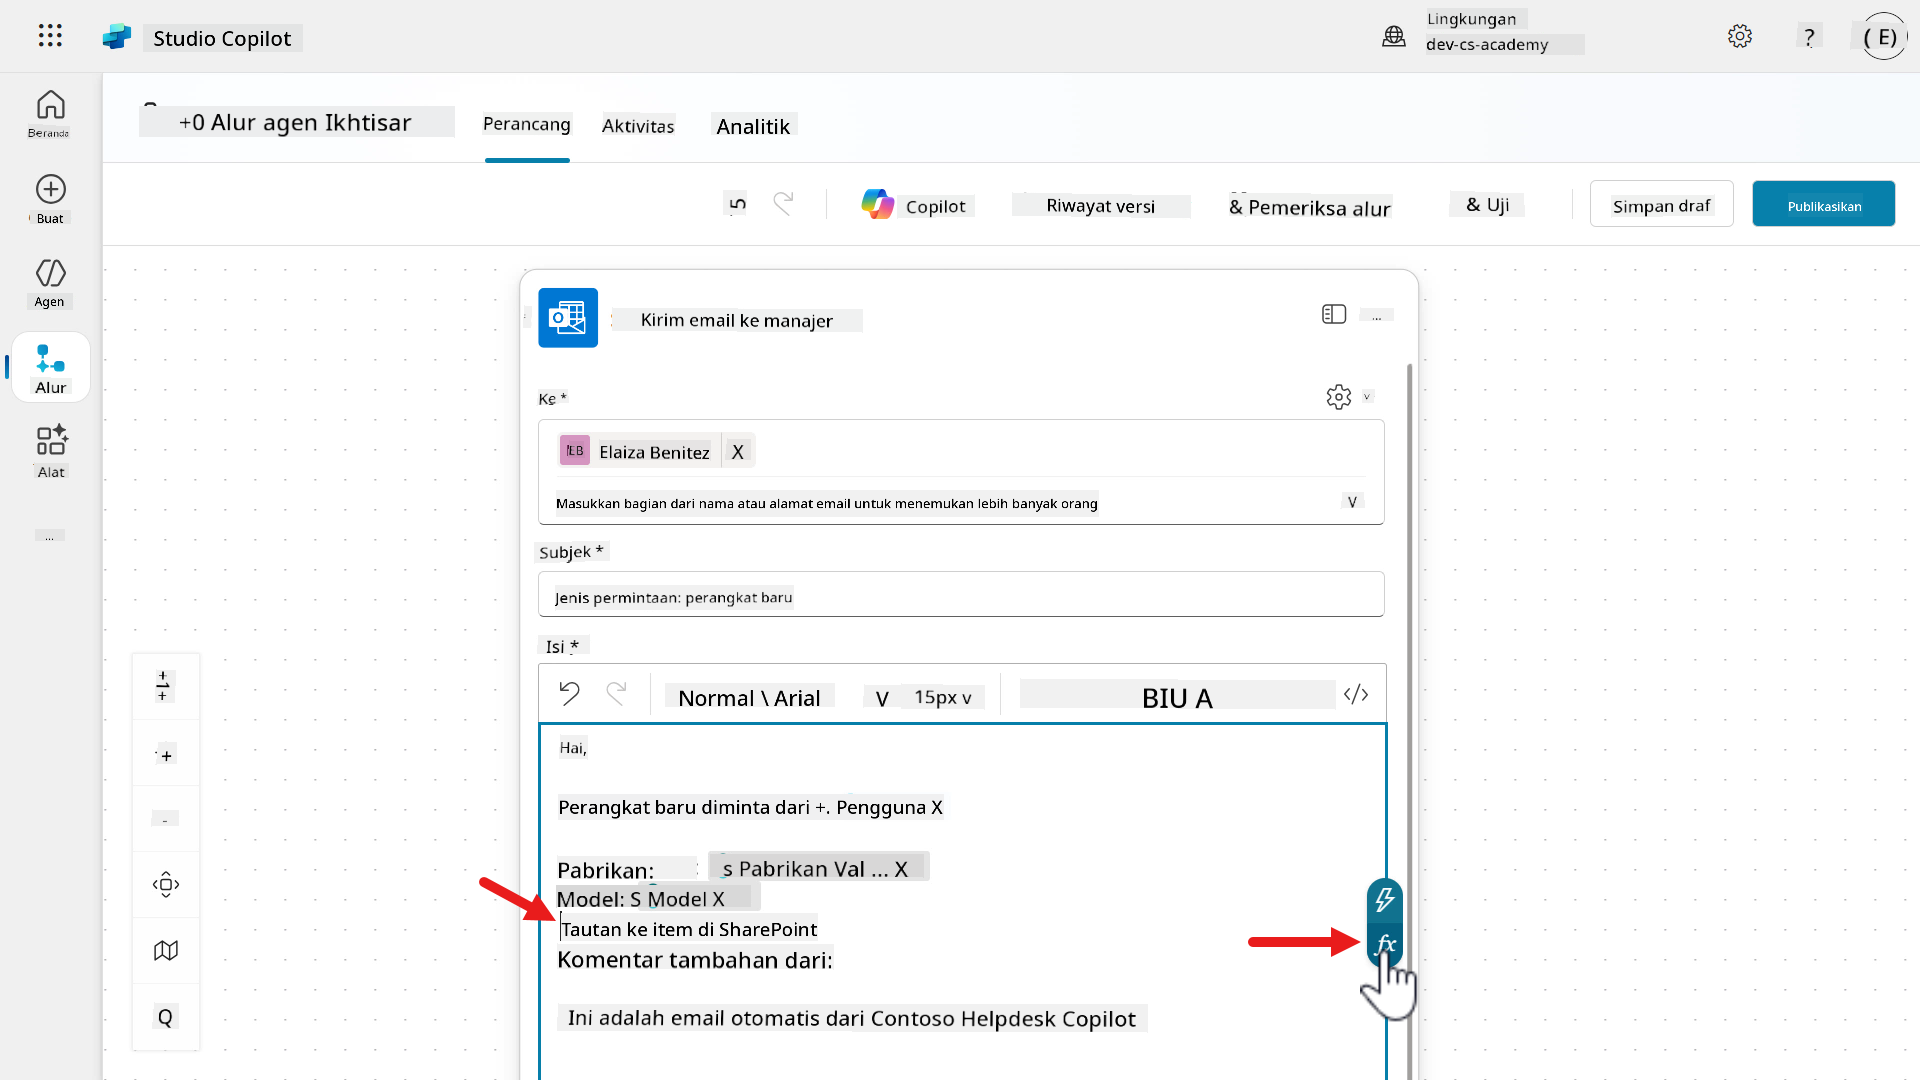 Studio Copilot
Lingkungan
dev-cs-academy
?
( E)
Beranda
Buat
Agen
Alur
Alat
...
+0 Alur agen Ikhtisar
Perancang
Aktivitas
Analitik
Copilot
Riwayat versi
& Pemeriksa alur
& Uji
Simpan draf
Publikasikan
Kirim email ke manajer
...
Ke *
EB Elaiza Benitez X
Masukkan bagian dari nama atau alamat email untuk menemukan lebih banyak orang V
Subjek *
Jenis permintaan: perangkat baru
Isi *
Normal \ Arial V 15px v BIU A </>
Hai,
Perangkat baru diminta dari +. Pengguna X
Pabrikan: s Pabrikan Val ... X
Model: S Model X
Tautan ke item di SharePoint
Komentar tambahan dari:
Ini adalah email otomatis dari Contoso Helpdesk Copilot
fx
+
-
Q